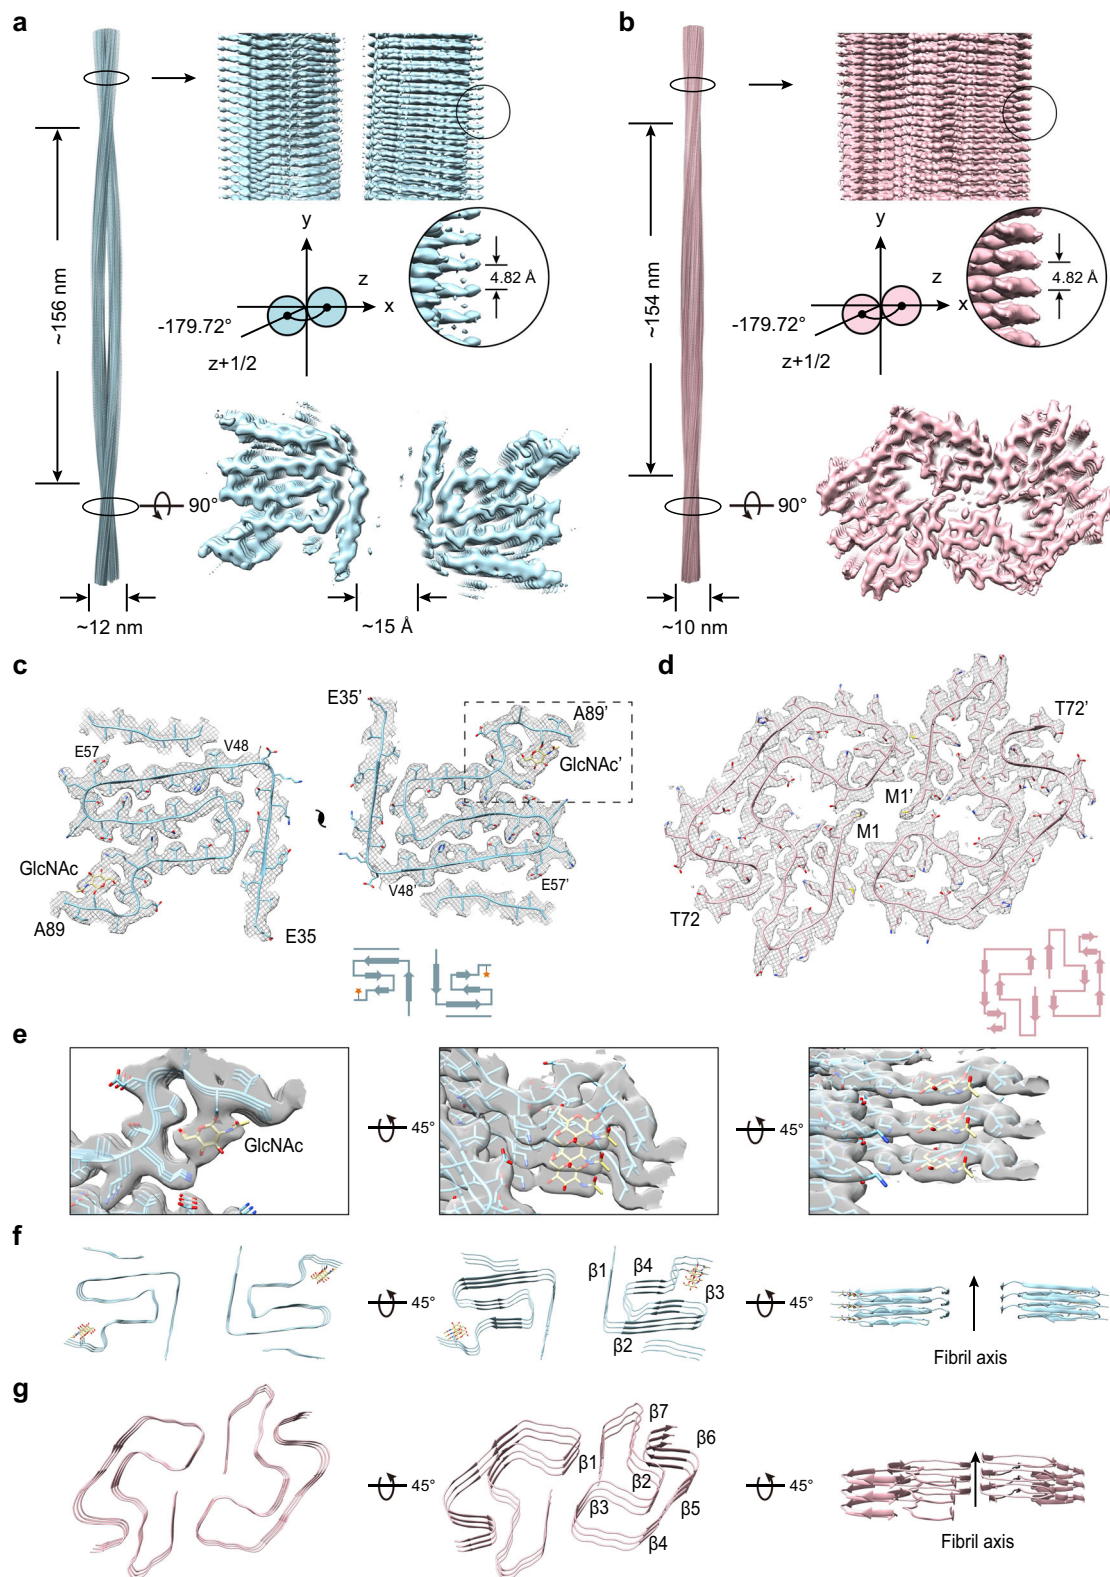 a
b
~156 nm
y
z
x
4.82 Å
-179.72°
z+1/2
90°
~12 nm
~15 Å
~154 nm
y
z
x
4.82 Å
-179.72°
z+1/2
90°
~10 nm
c
d
E57
V48
GlcNAc
A89
E35
E35’
A89’
GlcNAc’
V48’
E57’
T72’
M1’
M1
T72
e
GlcNAc
45°
45°
f
45°
β1
β4
β3
β2
45°
Fibril axis
g
45°
β7
β6
β1
β2
β3
β5
β4
45°
Fibril axis